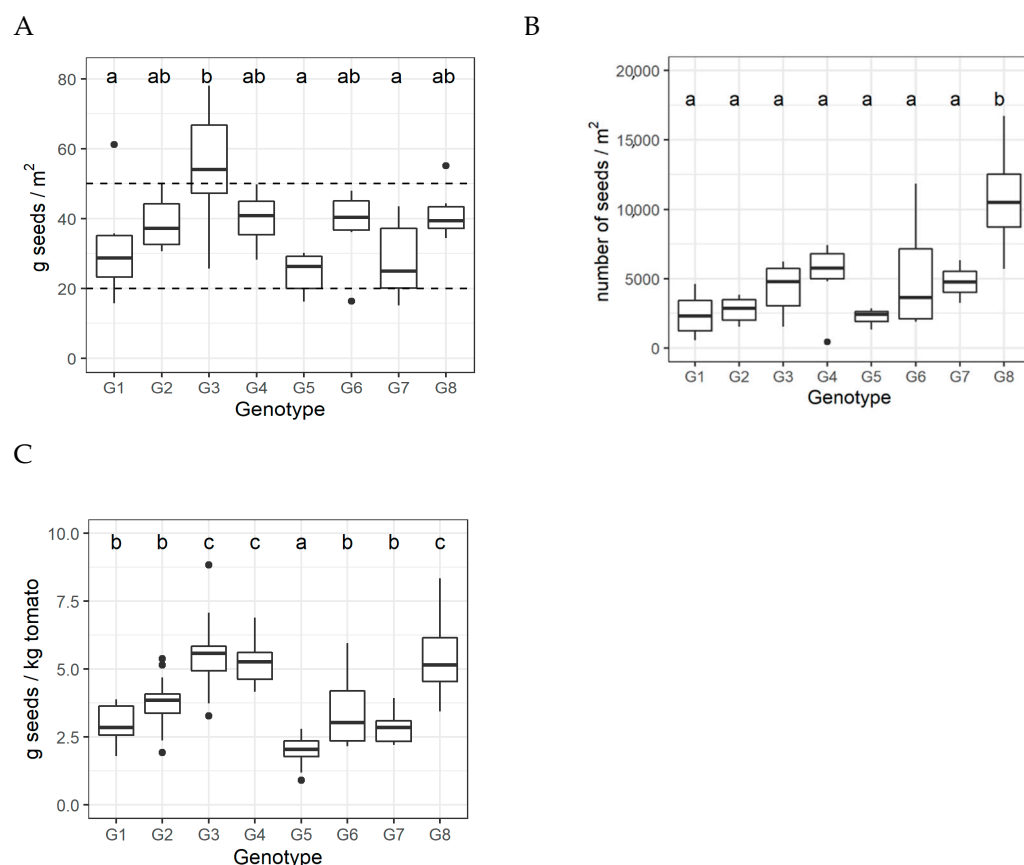 A
80
60
40
20
0
g seeds / m²
a ab b ab a ab a ab
G1 G2 G3 G4 G5 G6 G7 G8
Genotype
B
20,000
15,000
10,000
5000
0
number of seeds / m²
a a a a a a a b
G1 G2 G3 G4 G5 G6 G7 G8
Genotype
C
10.0
7.5
5.0
2.5
0.0
g seeds / kg tomato
b b c c a b b c
G1 G2 G3 G4 G5 G6 G7 G8
Genotype